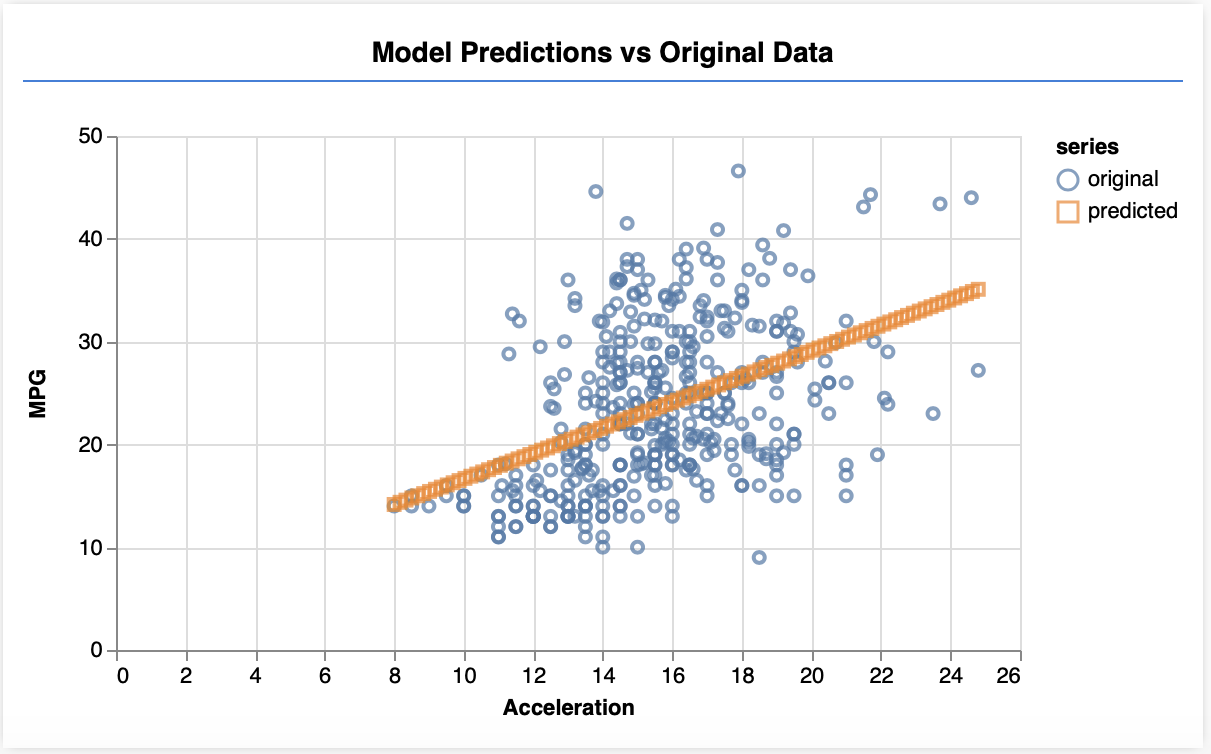 Model Predictions vs Original Data
50
40
30
20
10
0
MPG
0 2 4 6 8 10 12 14 16 18 20 22 24 26
Acceleration
series
original
predicted